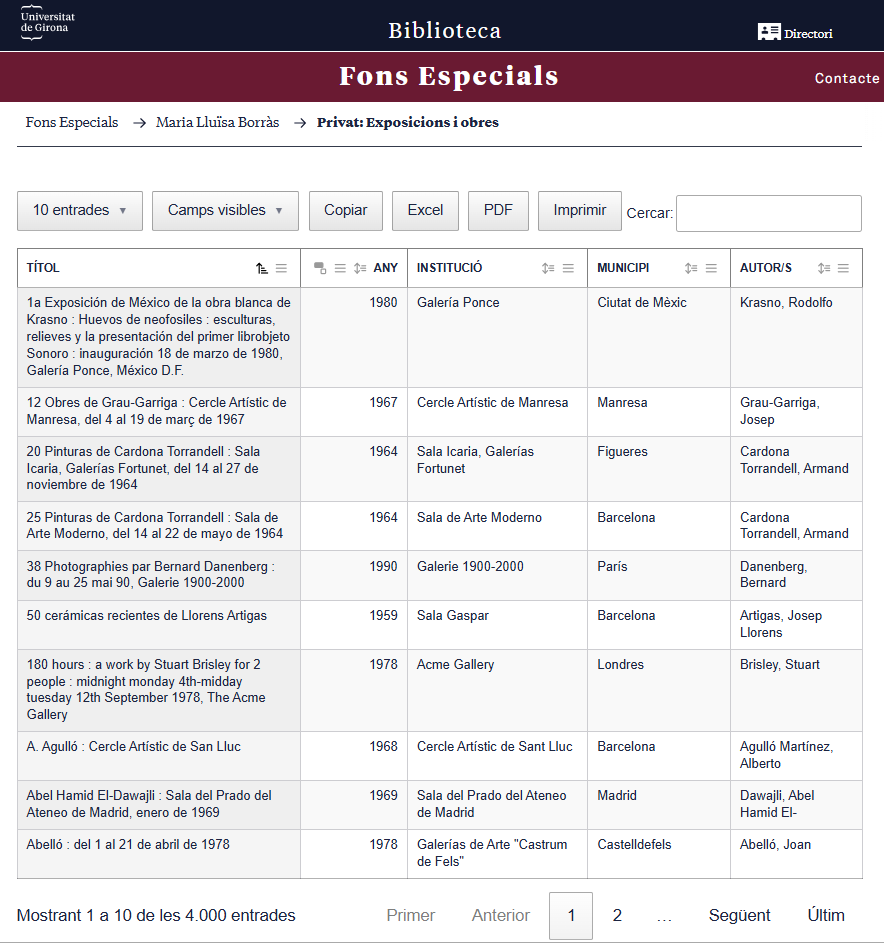 Universitat
de Girona
Biblioteca
Directori
Fons Especials
Contacte
Fons Especials → Maria Lluïsa Borràs → Privat: Exposicions i obres
10 entrades ▼ Camps visibles ▼ Copiar Excel PDF Imprimir Cercar:
TÍTOL ANY INSTITUCIÓ MUNICIPI AUTOR/S
1a Exposición de México de la obra blanca de
Krasno : Huevos de neofosiles : esculturas,
relieves y la presentación del primer librobjeto
Sonoro : inauguración 18 de marzo de 1980,
Galería Ponce, México D.F.
1980
Galería Ponce
Ciutat de Mèxic
Krasno, Rodolfo
12 Obres de Grau-Garriga : Cercle Artístic de
Manresa, del 4 al 19 de març de 1967
1967
Cercle Artístic de Manresa
Manresa
Grau-Garriga,
Josep
20 Pinturas de Cardona Torrandell : Sala
Icaria, Galerías Fortunet, del 14 al 27 de
noviembre de 1964
1964
Sala Icaria, Galerías
Fortunet
Figueres
Cardona
Torrandell, Armand
25 Pinturas de Cardona Torrandell : Sala de
Arte Moderno, del 14 al 22 de mayo de 1964
1964
Sala de Arte Moderno
Barcelona
Cardona
Torrandell, Armand
38 Photographies par Bernard Danenberg :
du 9 au 25 mai 90, Galerie 1900-2000
1990
Galerie 1900-2000
París
Danenberg,
Bernard
50 cerámicas recientes de Llorens Artigas
1959
Sala Gaspar
Barcelona
Artigas, Josep
Llorens
180 hours : a work by Stuart Brisley for 2
people : midnight monday 4th-midday
tuesday 12th September 1978, The Acme
Gallery
1978
Acme Gallery
Londres
Brisley, Stuart
A. Agulló : Cercle Artístic de San Lluc
1968
Cercle Artístic de Sant Lluc
Barcelona
Agulló Martínez,
Alberto
Abel Hamid El-Dawajli : Sala del Prado del
Ateneo de Madrid, enero de 1969
1969
Sala del Prado del Ateneo
de Madrid
Madrid
Dawajli, Abel
Hamid El-
Abelló : del 1 al 21 de abril de 1978
1978
Galerías de Arte "Castrum
de Fels"
Castelldefels
Abelló, Joan
Mostrant 1 a 10 de les 4.000 entrades
Primer Anterior 1 2 … Següent Últim